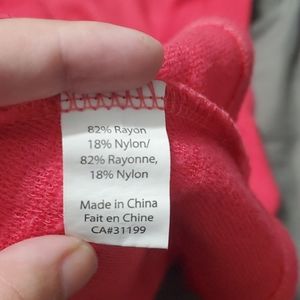 82% Rayon
18% Nylon/
82% Rayonne,
18% Nylon
Made in China
Fait en Chine
CA#31199